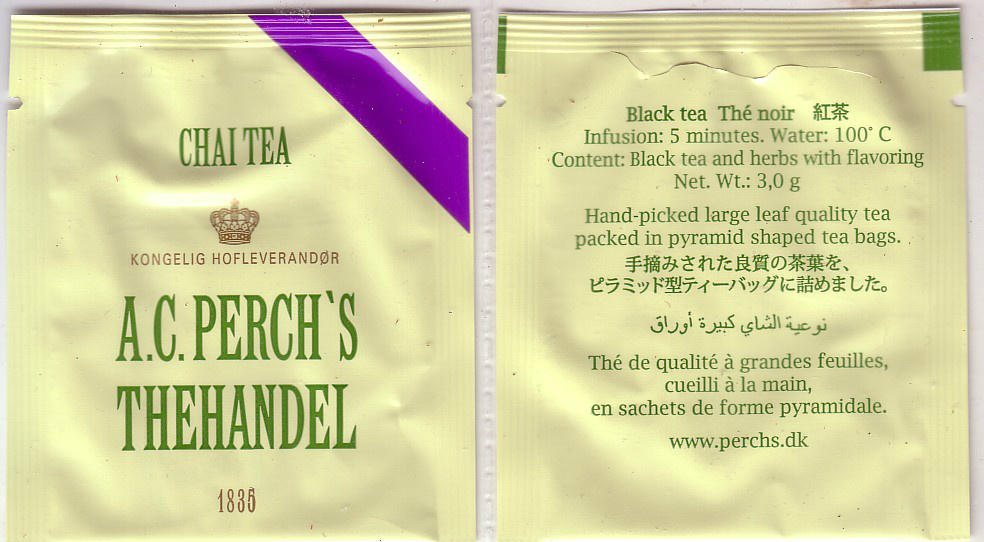 CHAI TEA
KONGELIG HOFLEVERANDØR
A.C. PERCH`S
THEHANDEL
1835
Black tea Thé noir 紅茶
Infusion: 5 minutes. Water: 100° C
Content: Black tea and herbs with flavoring
Net. Wt.: 3,0 g
Hand-picked large leaf quality tea
packed in pyramid shaped tea bags.
手摘みされた良質の茶葉を、
ピラミッド型ティーバッグに詰めました。
نوعية الشاي كبيرة أوراق
Thé de qualité à grandes feuilles,
cueilli à la main,
en sachets de forme pyramidale.
www.perchs.dk